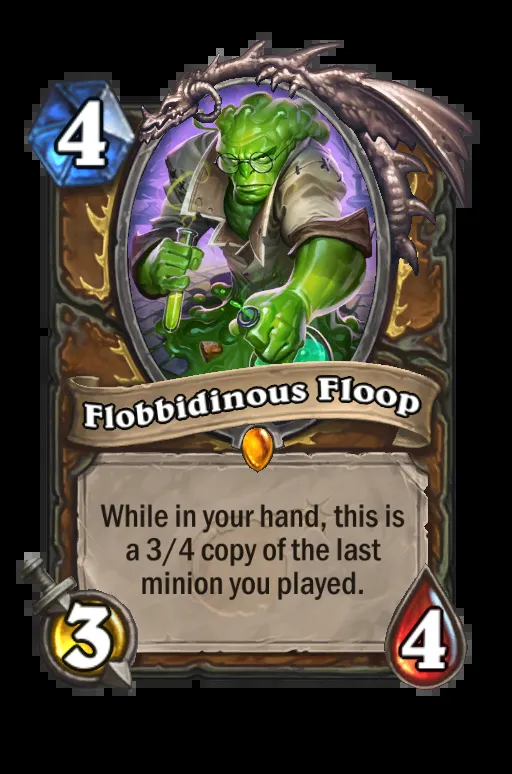 4
Flobbidinous Floop
While in your hand, this is
a 3/4 copy of the last
minion you played.
3
4